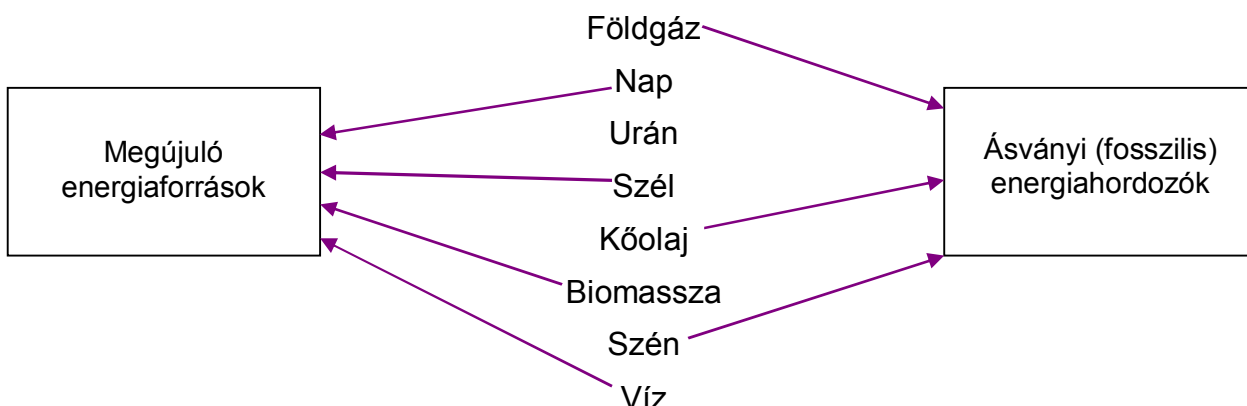 Földgáz
Nap
Urán
Szél
Kőolaj
Biomassza
Szén
Víz
Megújuló
energiaforrások
Ásványi (fosszilis)
energiahordozók